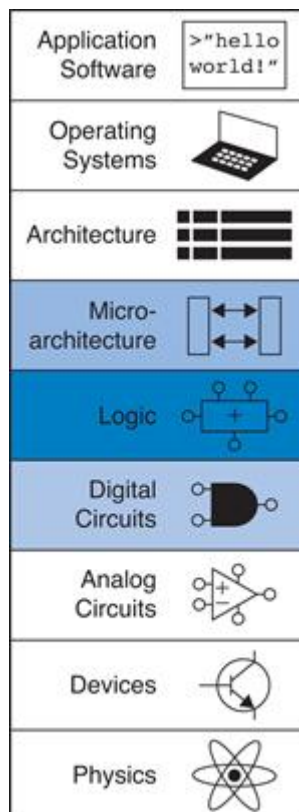 Application
Software
>"hello
world!"
Operating
Systems
Architecture
Micro-
architecture
Logic
+
Digital
Circuits
Analog
Circuits
+
−
Devices
Physics